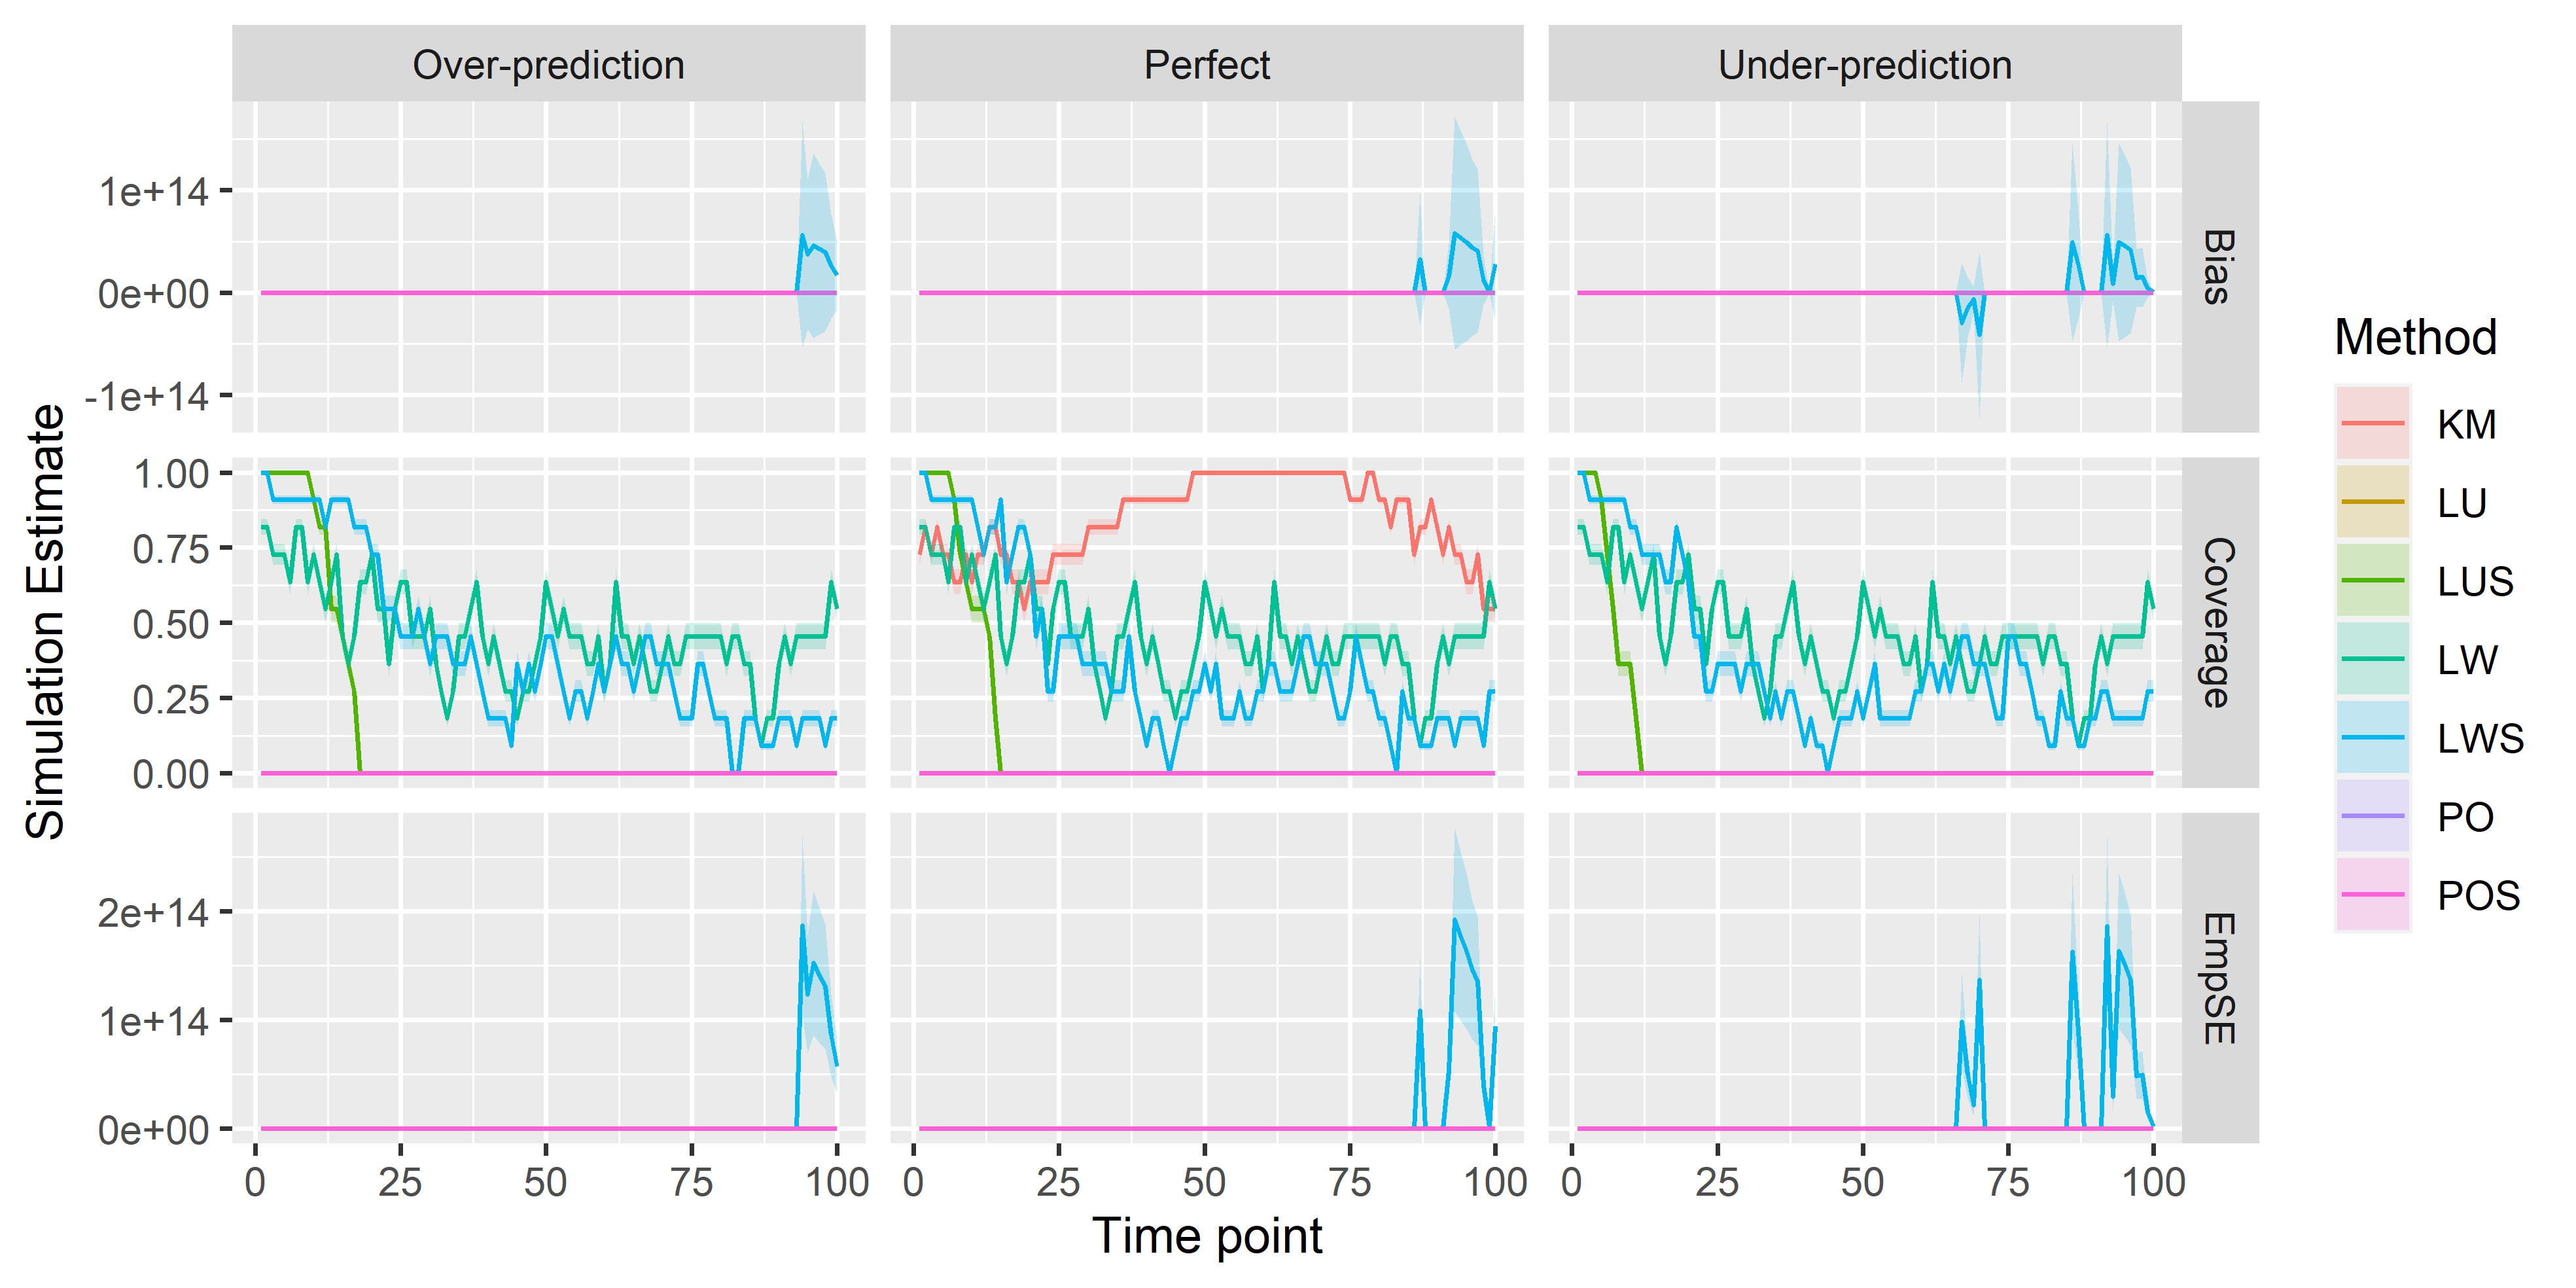 Over-prediction
Perfect
Under-prediction
1e+14
0e+00
-1e+14
Bias
1.00
0.75
0.50
0.25
0.00
Coverage
2e+14
1e+14
0e+00
EmpSE
Simulation Estimate
0 25 50 75 100 0 25 50 75 100 0 25 50 75 100
Time point
Method
KM
LU
LUS
LW
LWS
PO
POS